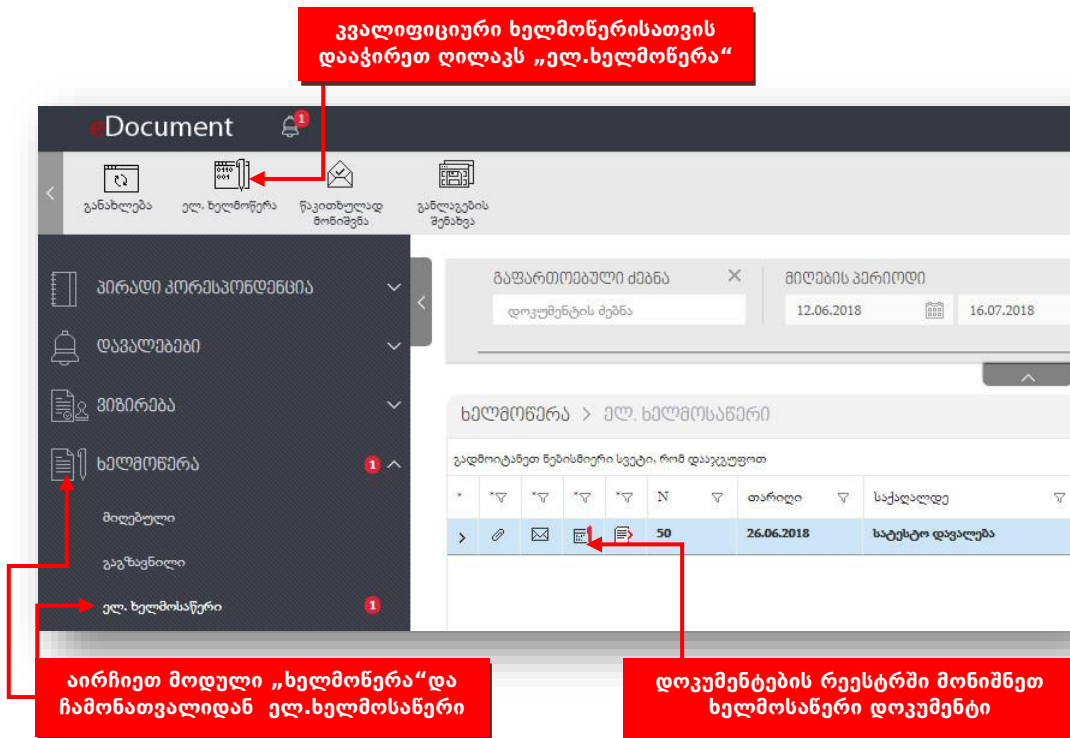 კვალიფიციური ხელმოწერისათვის
დააჭირეთ ღილაკს „ელ.ხელმოწერა“
eDocument 1
განახლება ელ. ხელმოწერა წაკითხულად განლაგების
მონიშვნა შენახვა
პირადი კორესპონდენცია
დავალებები
ვიზირება
ხელმოწერა 1
მიღებული
გაგზავნილი
ელ. ხელმოსაწერი 1
გაფართოებული ძებნა მიღების პერიოდი
დოკუმენტის ძებნა 12.06.2018 16.07.2018
ხელმოწერა > ელ. ხელმოსაწერი
გადმოიტანეთ ნებისმიერი სვეტი, რომ დააჯგუფოთ
* * * * * N თარიღი საქაღალდე
50 26.06.2018 სატესტო დავალება
აირჩიეთ მოდული „ხელმოწერა“და
ჩამონათვალიდან ელ.ხელმოსაწერი
დოკუმენტების რეესტრში მონიშნეთ
ხელმოსაწერი დოკუმენტი